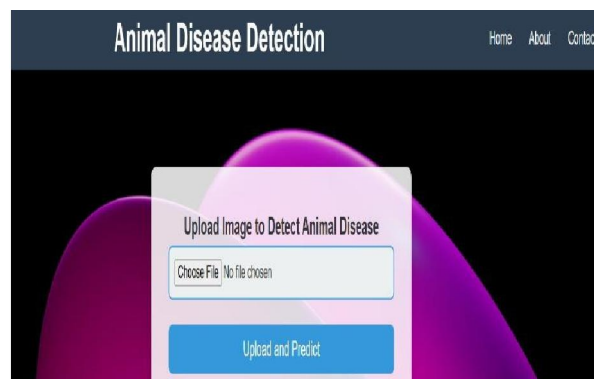 Animal Disease Detection
Home About Contac
Upload Image to Detect Animal Disease
Choose File No file chosen
Upload and Predict